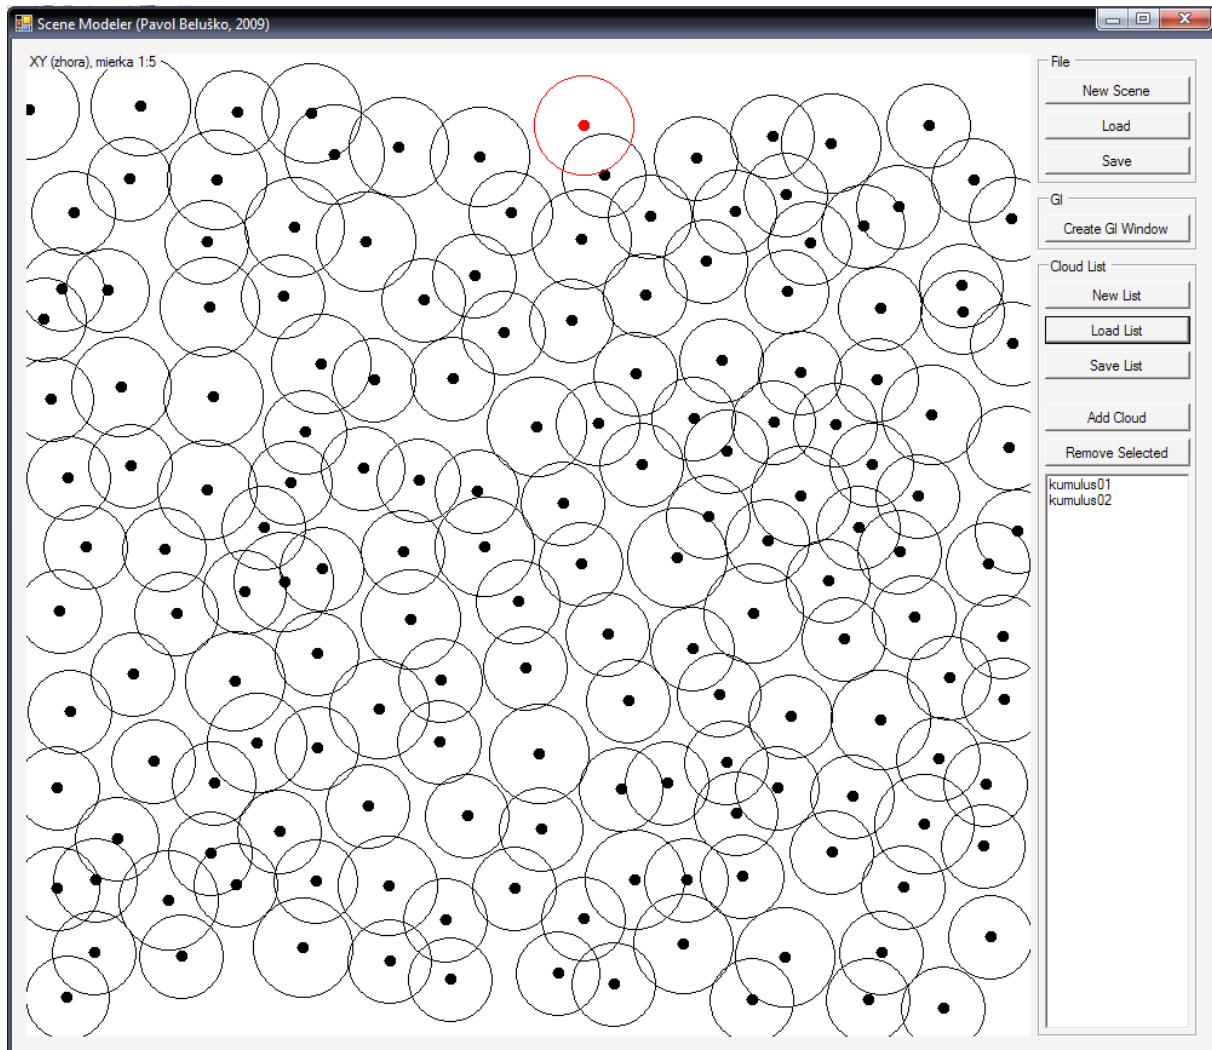 Scene Modeler (Pavol Beluško, 2009)
XY (zhora), mierka 1:5
File
New Scene
Load
Save
GI
Create GI Window
Cloud List
New List
Load List
Save List
Add Cloud
Remove Selected
kumulus01
kumulus02